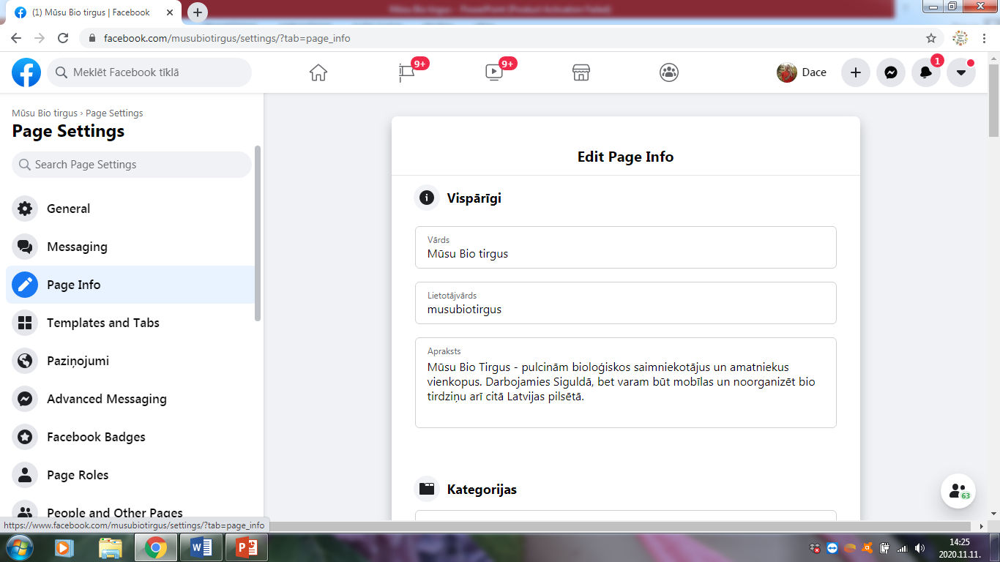 Mūsu Bio tirgus - PowerPoint (Product Activation Failed)
(1) Mūsu Bio tirgus | Facebook
facebook.com/musubiotirgus/settings/?tab=page_info
Meklēt Facebook tīklā
9+
9+
Dace
1
Mūsu Bio tirgus › Page Settings
Page Settings
Search Page Settings
General
Messaging
Page Info
Templates and Tabs
Paziņojumi
Advanced Messaging
Facebook Badges
Page Roles
People and Other Pages
https://www.facebook.com/musubiotirgus/settings/?tab=page_info
Edit Page Info
Vispārīgi
Vārds
Mūsu Bio tirgus
Lietotājvārds
musubiotirgus
Apraksts
Mūsu Bio Tirgus - pulcinām bioloģiskos saimniekotājus un amatniekus
vienkopus. Darbojamies Siguldā, bet varam būt mobīlas un noorganizēt bio
tirdziņu arī citā Latvijas pilsētā.
Kategorijas
63
14:25
2020.11.11.